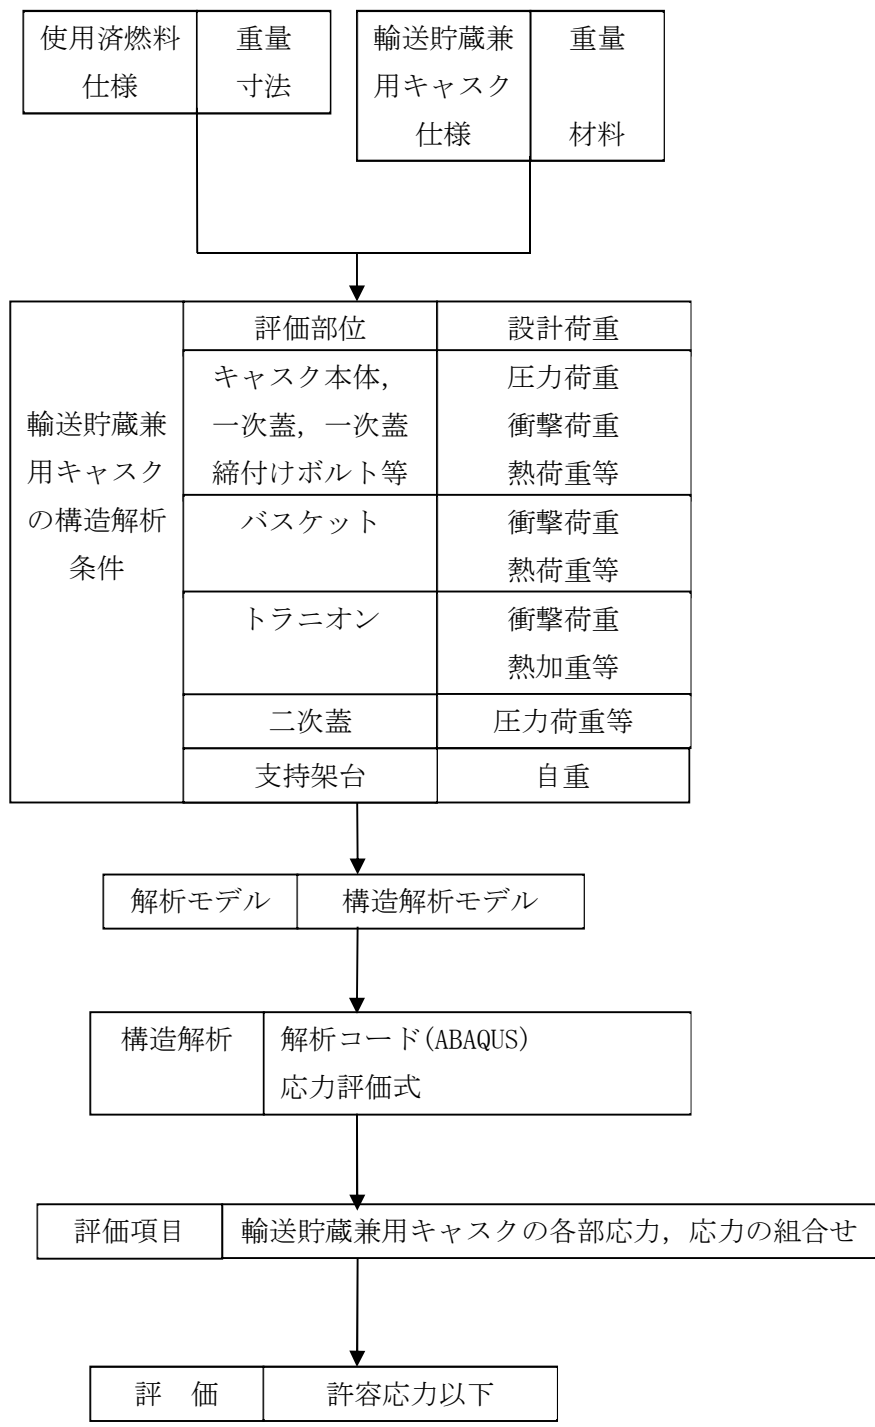 使用済燃料
仕様
重量
寸法
輸送貯蔵兼
用キャスク
仕様
重量
材料
輸送貯蔵兼
用キャスク
の構造解析
条件
評価部位
設計荷重
キャスク本体,
一次蓋, 一次蓋
締付けボルト等
圧力荷重
衝撃荷重
熱荷重等
バスケット
衝撃荷重
熱荷重等
トラニオン
衝撃荷重
熱加重等
二次蓋
圧力荷重等
支持架台
自重
解析モデル
構造解析モデル
構造解析
解析コード(ABAQUS)
応力評価式
評価項目
輸送貯蔵兼用キャスクの各部応力, 応力の組合せ
評　価
許容応力以下